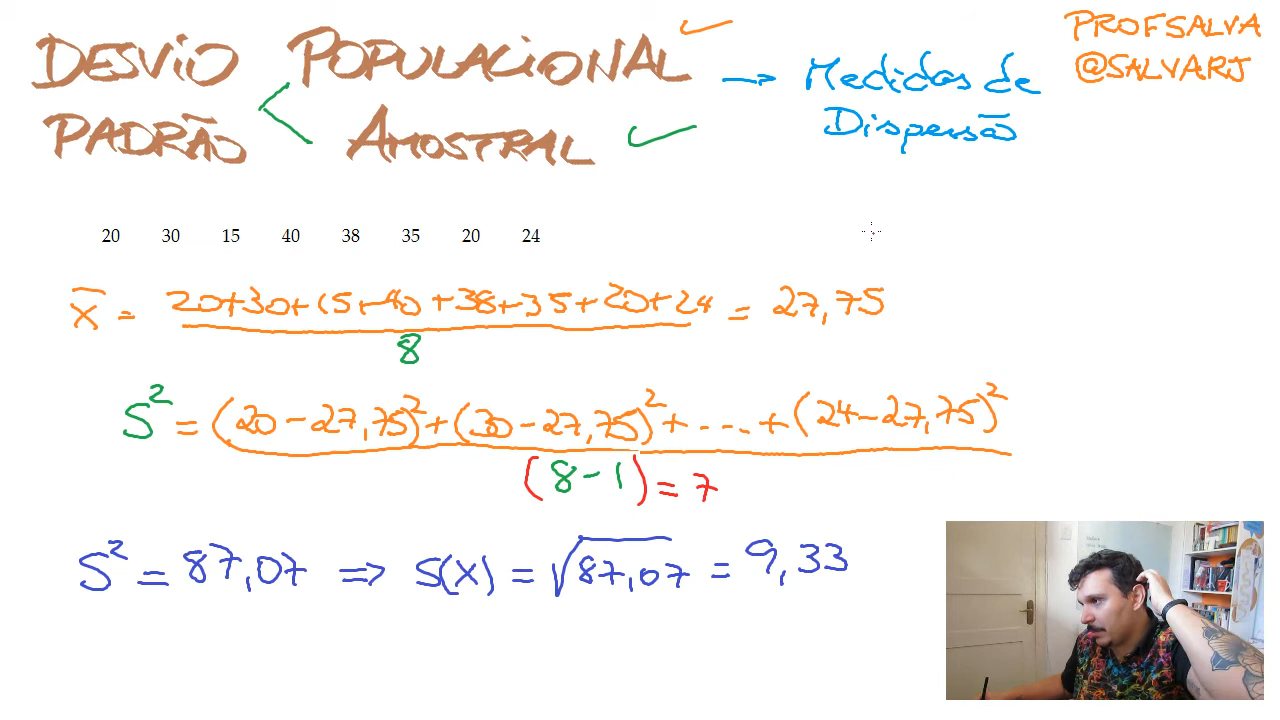 DESVIO POPULACIONAL
PADRÃO AMOSTRAL
→ Medidas de
Dispersão
PROFSALVA
@SALVARJ
20 30 15 40 38 35 20 24
x̅ = 20+30+15+40+38+35+20+24 = 27,75
8
S² = (20-27,75)²+(30-27,75)²+...+(24-27,75)²
(8-1) = 7
S² = 87,07 ⇒ S(X) = √87,07 = 9,33